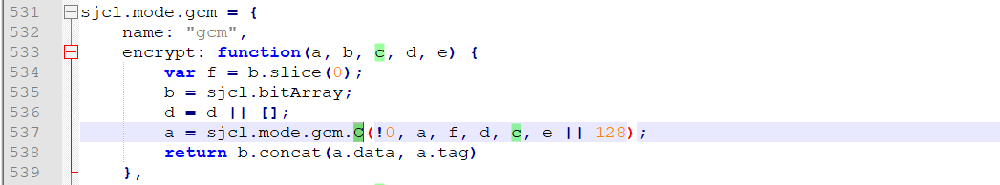 531 sjcl.mode.gcm = {
532 name: "gcm",
533 encrypt: function(a, b, c, d, e) {
534 var f = b.slice(0);
535 b = sjcl.bitArray;
536 d = d || [];
537 a = sjcl.mode.gcm.C(!0, a, f, d, c, e || 128);
538 return b.concat(a.data, a.tag)
539 },